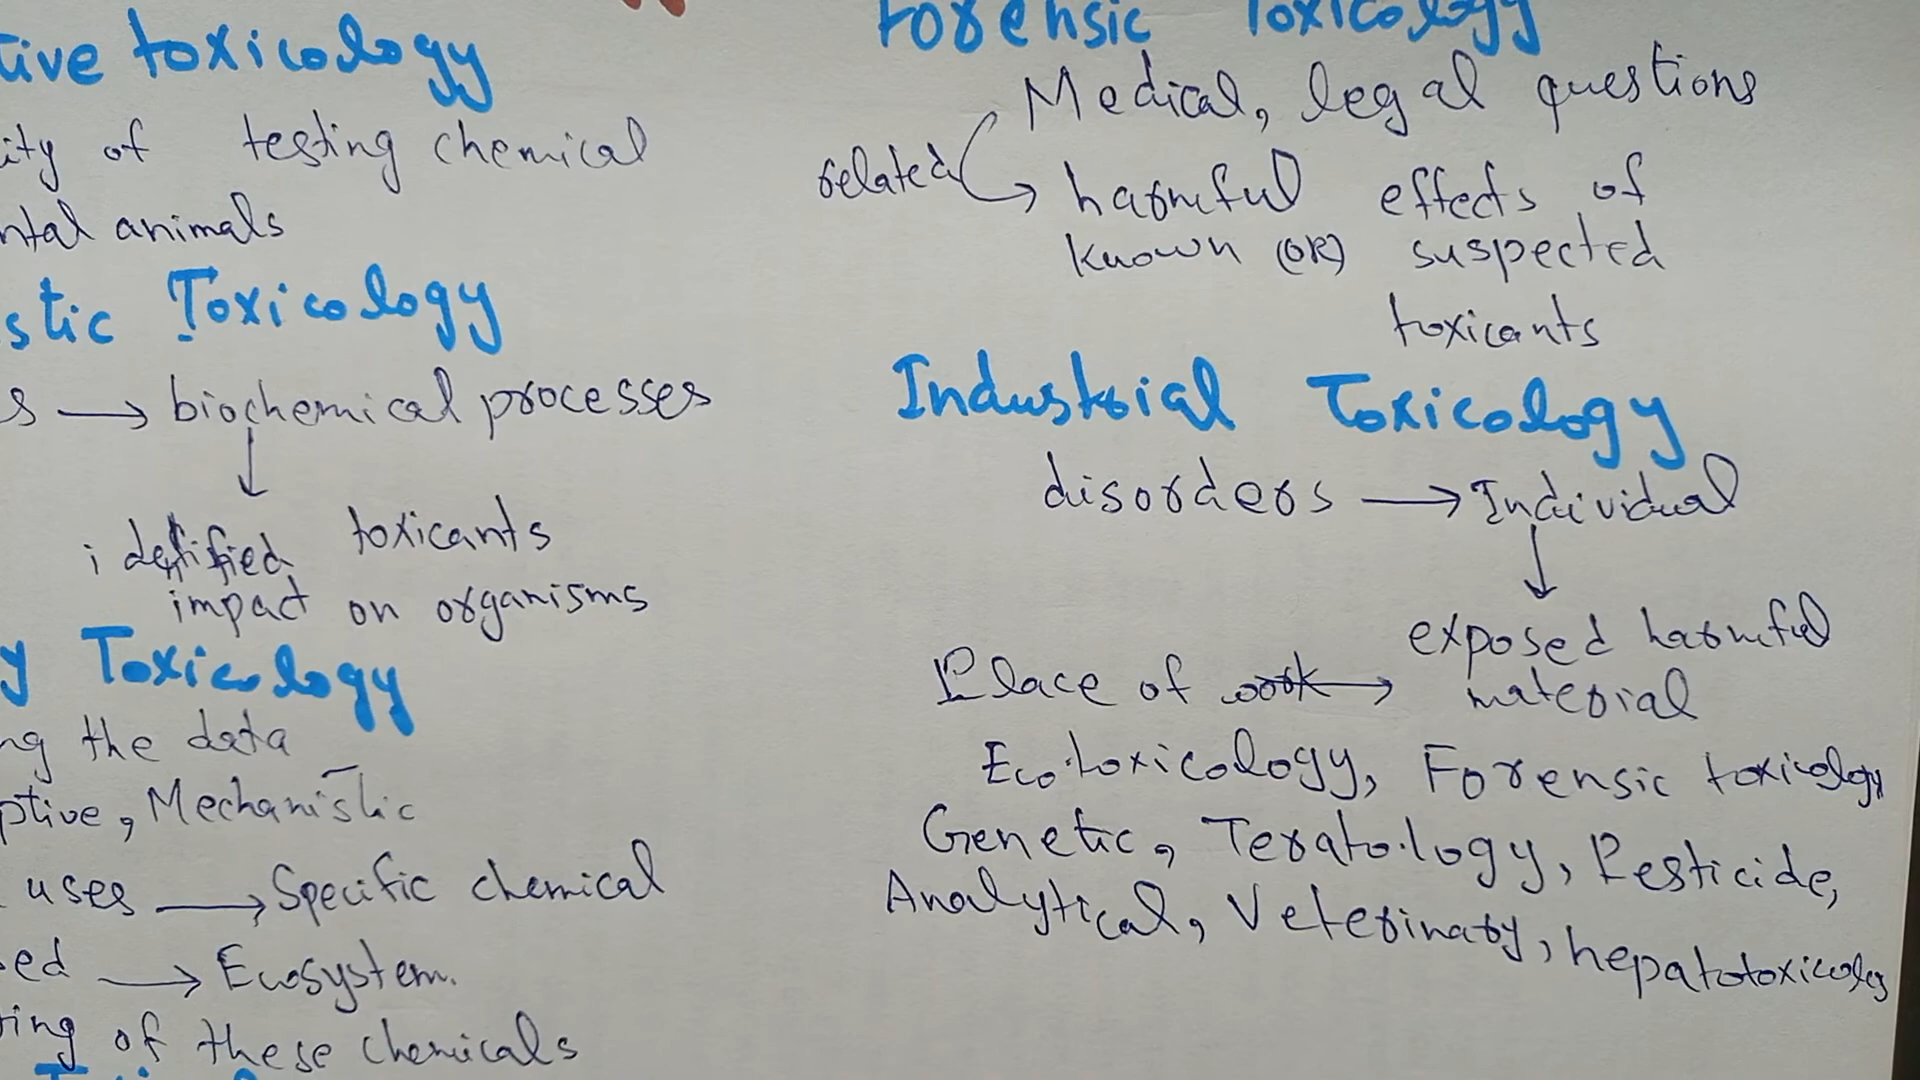 tive toxicology
ity of testing chemical
ntal animals
stic Toxicology
s → biochemical processes
↓
identified toxicants
impact on organisms
y Toxicology
ng the data
ptive, Mechanistic
uses → Specific chemical
ed → Ecosystem.
ing of these chemicals
Forensic Toxicology
Medical, legal questions
related → harmful effects of
known (OR) suspected
toxicants
Industrial Toxicology
disorders → Individual
↓
exposed harmful
Place of work → material
Ecotoxicology, Forensic toxicology
Genetic, Teratology, Pesticide,
Analytical, Veterinary, hepatotoxicology